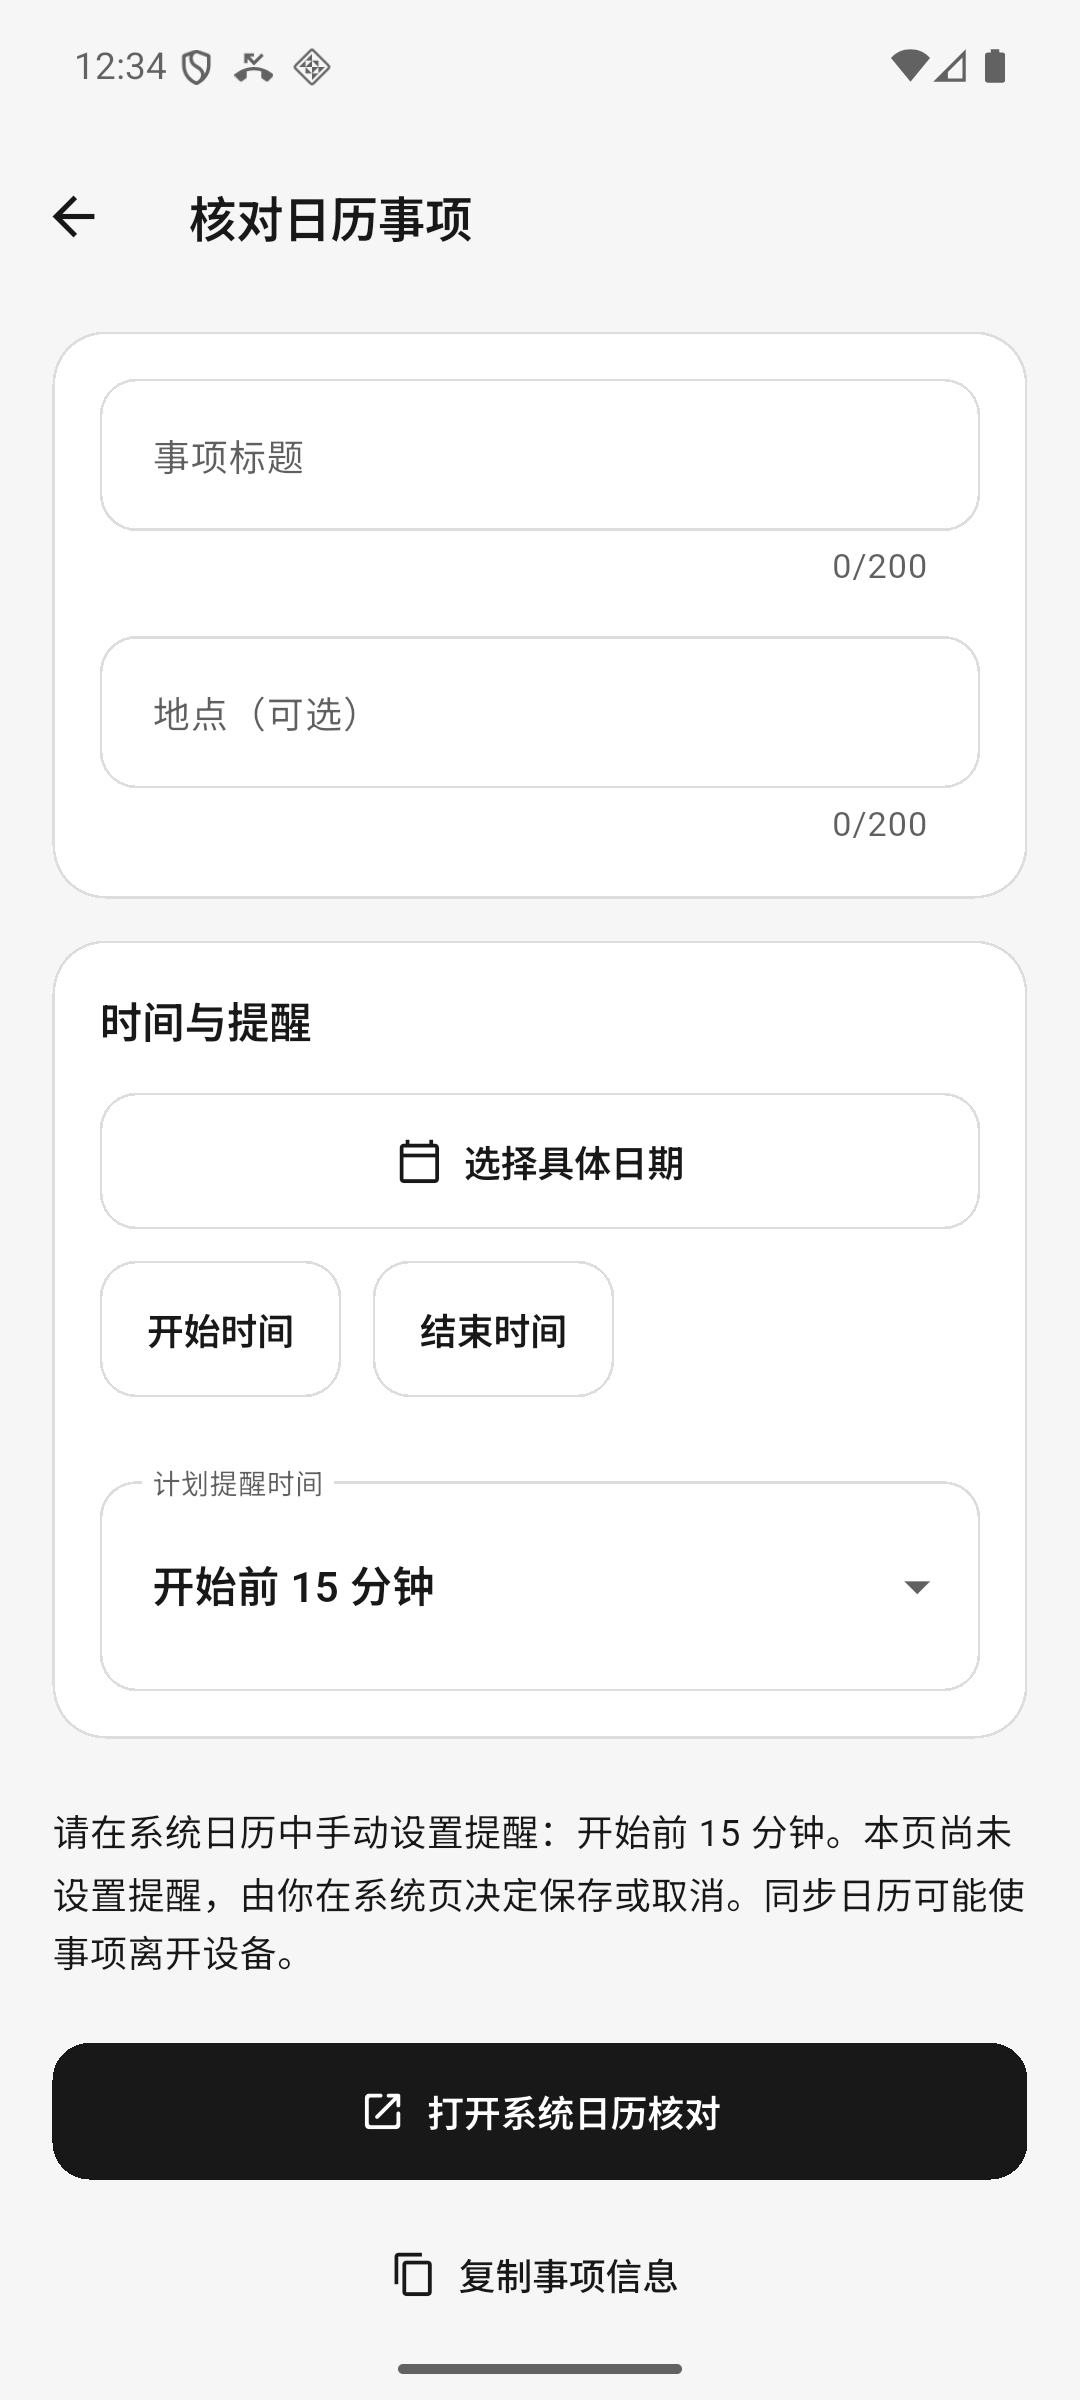 12:34
核对日历事项
事项标题
0/200
地点（可选）
0/200
时间与提醒
选择具体日期
开始时间 结束时间
计划提醒时间
开始前 15 分钟
请在系统日历中手动设置提醒：开始前 15 分钟。本页尚未
设置提醒，由你在系统页决定保存或取消。同步日历可能使
事项离开设备。
打开系统日历核对
复制事项信息